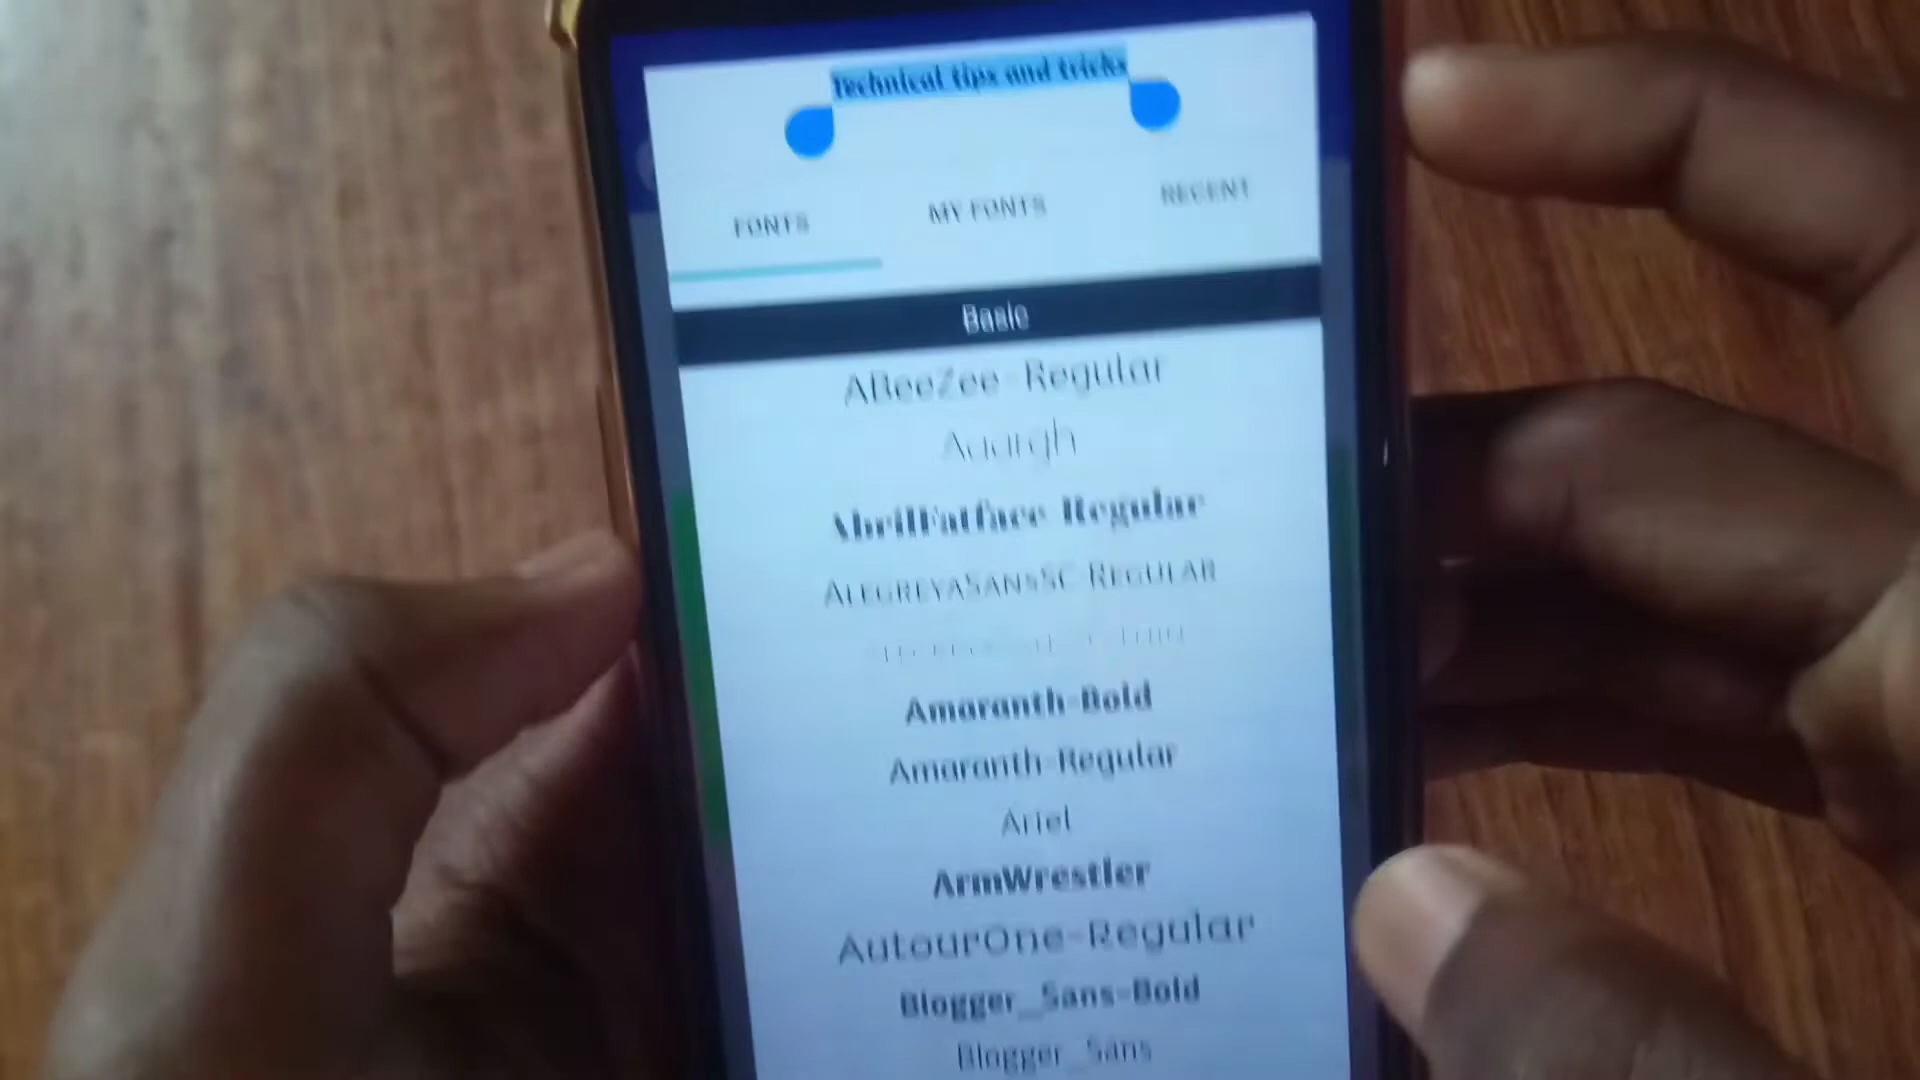 Technical tips and tricks
FONTS
MY FONTS
RECENT
Basic
ABeeZee-Regular
Aaargh
AbrilFatface-Regular
AlegreyaSansSC-Regular
Amaranth-Bold
Amaranth-Regular
Ariel
ArmWrestler
AutourOne-Regular
Blogger_Sans-Bold
Blogger_Sans